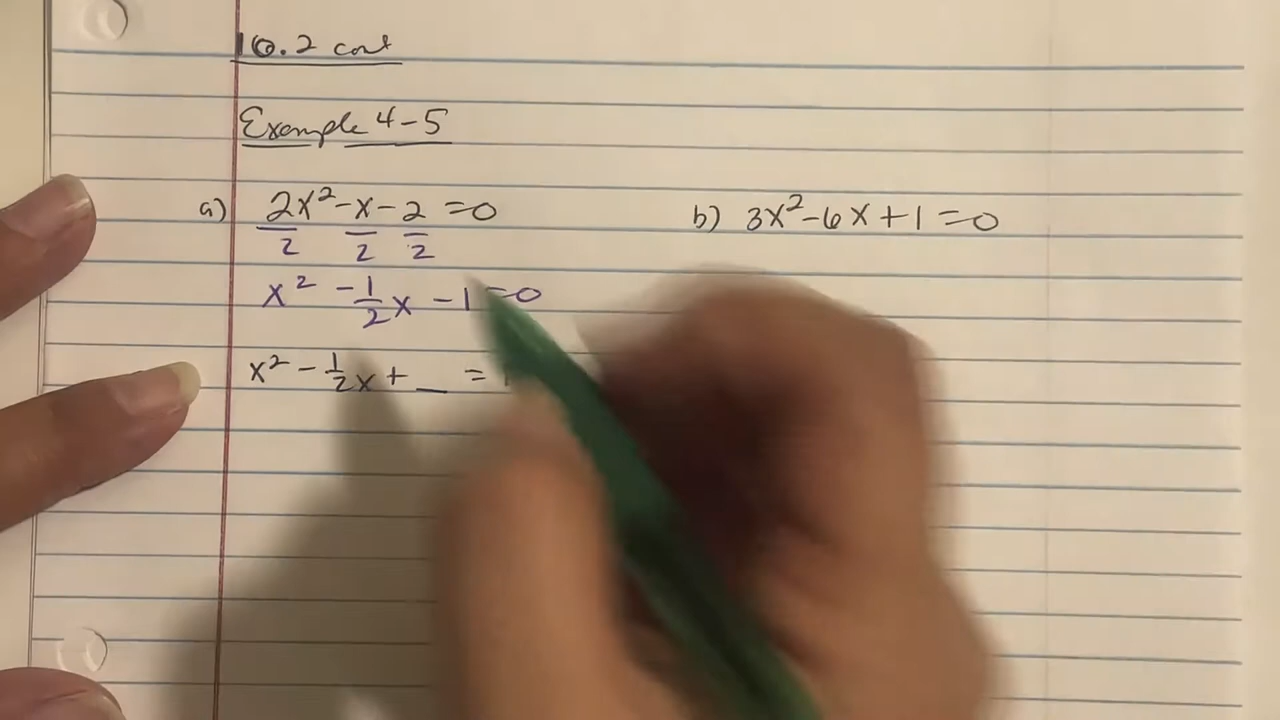 10.2 cont
Example 4-5
a) 2x² - x - 2 = 0
2 2 2
x² - 1/2 x - 1 = 0
x² - 1/2 x + __ =
b) 3x² - 6x + 1 = 0